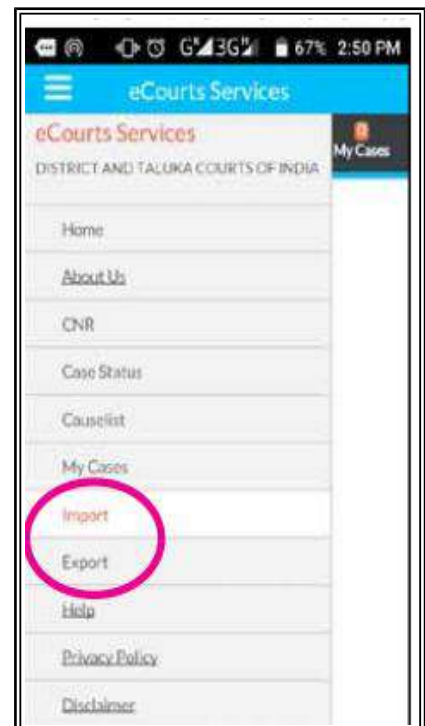 G 3G 67% 2:50 PM
eCourts Services
eCourts Services
DISTRICT AND TALUKA COURTS OF INDIA
My Cases
Home
About Us
CNR
Case Status
Causelist
My Cases
Import
Export
Help
Privacy Policy
Disclaimer